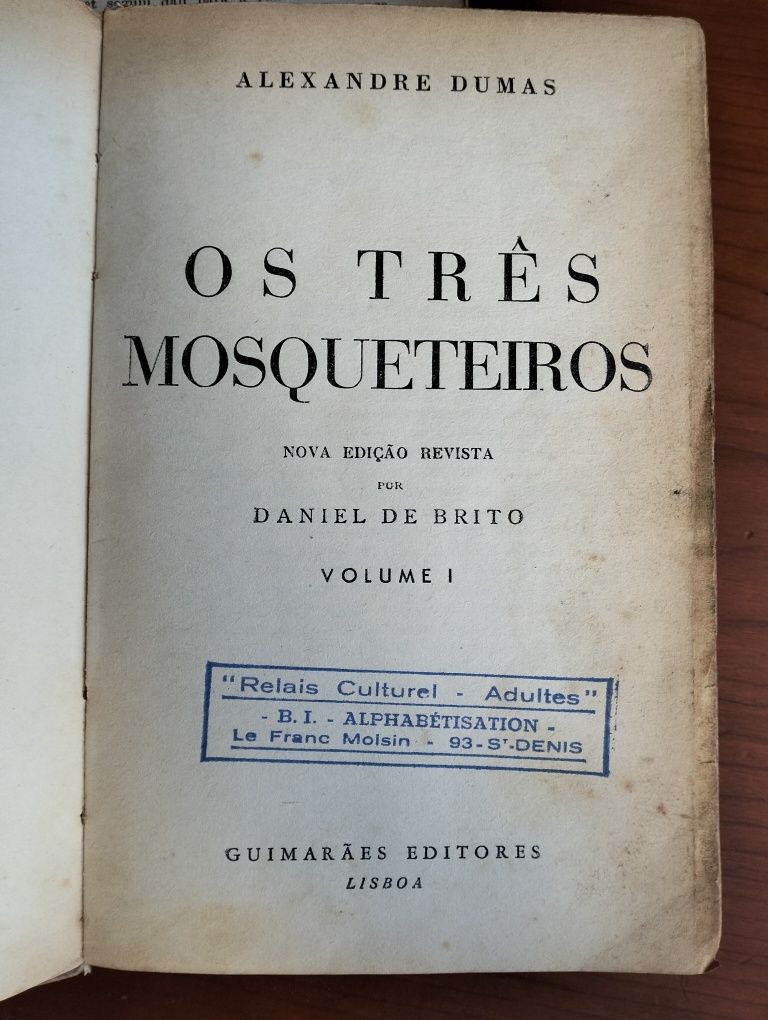 ALEXANDRE DUMAS
OS TRÊS
MOSQUETEIROS
NOVA EDIÇÃO REVISTA
POR
DANIEL DE BRITO
VOLUME I
"Relais Culturel - Adultes"
- B. I. - ALPHABÉTISATION -
Le Franc Moisin - 93-ST-DENIS
GUIMARÃES EDITORES
LISBOA